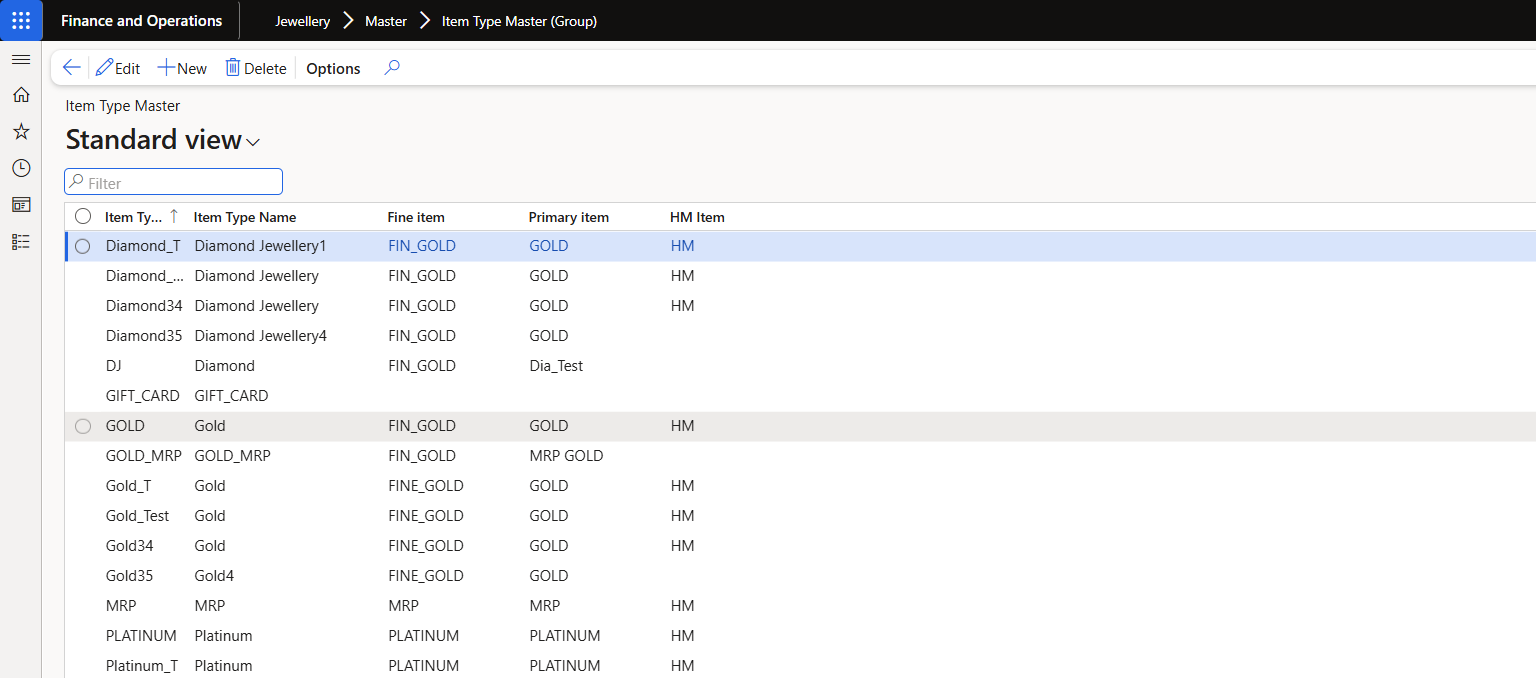 Finance and Operations Jewellery Master Item Type Master (Group)
Edit New Delete Options
Item Type Master
Standard view
Filter
Item Ty... Item Type Name Fine item Primary item HM Item
Diamond_T Diamond Jewellery1 FIN_GOLD GOLD HM
Diamond_... Diamond Jewellery FIN_GOLD GOLD HM
Diamond34 Diamond Jewellery FIN_GOLD GOLD HM
Diamond35 Diamond Jewellery4 FIN_GOLD GOLD
DJ Diamond FIN_GOLD Dia_Test
GIFT_CARD GIFT_CARD
GOLD Gold FIN_GOLD GOLD HM
GOLD_MRP GOLD_MRP FIN_GOLD MRP GOLD
Gold_T Gold FINE_GOLD GOLD HM
Gold_Test Gold FINE_GOLD GOLD HM
Gold34 Gold FINE_GOLD GOLD HM
Gold35 Gold4 FINE_GOLD GOLD
MRP MRP MRP MRP HM
PLATINUM Platinum PLATINUM PLATINUM HM
Platinum_T Platinum PLATINUM PLATINUM HM